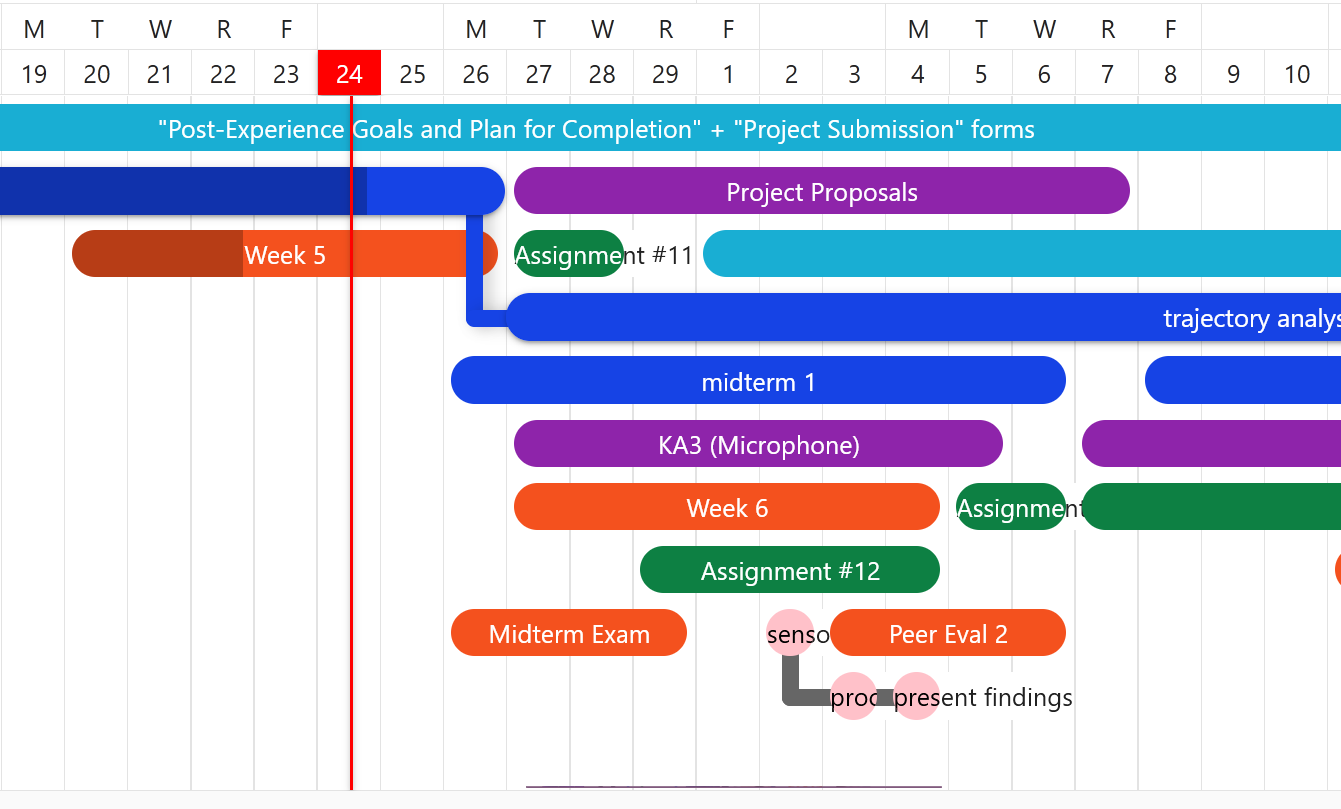 M T W R F M T W R F M T W R F
19 20 21 22 23 24 25 26 27 28 29 1 2 3 4 5 6 7 8 9 10
"Post-Experience Goals and Plan for Completion" + "Project Submission" forms
Project Proposals
Week 5
Assignment #11
trajectory analys
midterm 1
KA3 (Microphone)
Week 6
Assignment
Assignment #12
Midterm Exam
senso
Peer Eval 2
proc
present findings